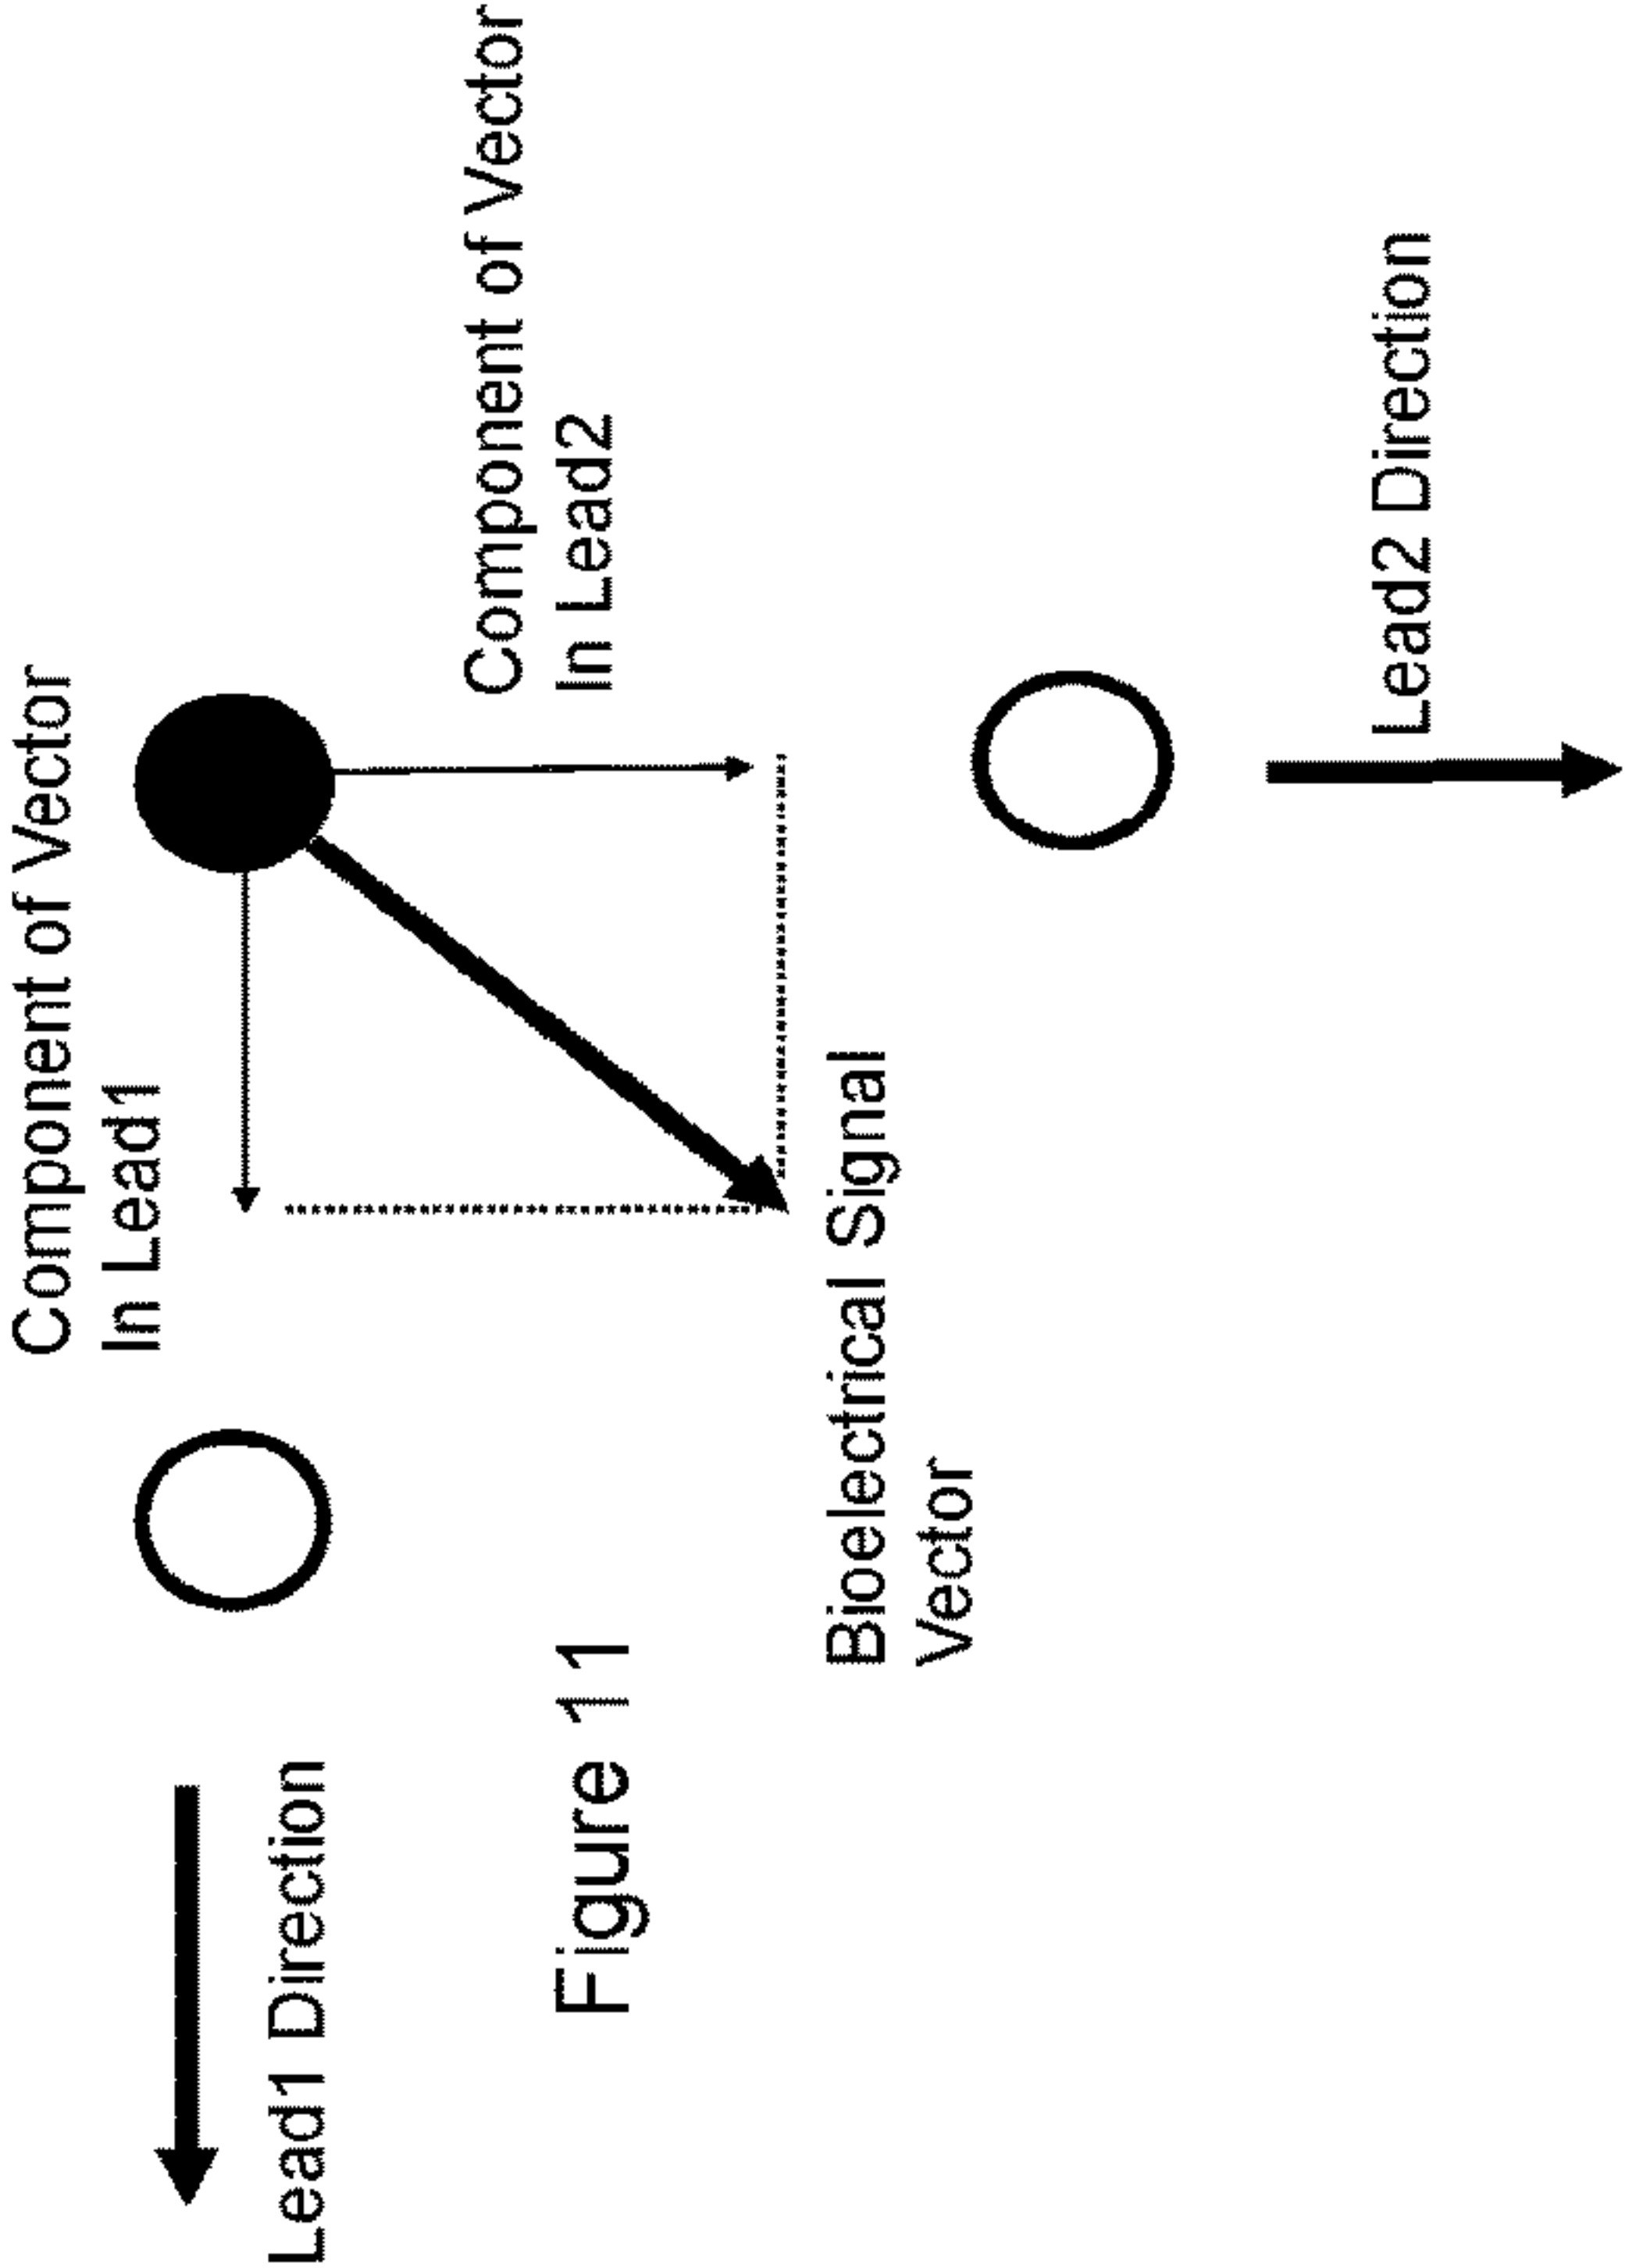 Component of Vector
In Lead1
Lead1 Direction
Component of Vector
In Lead2
Figure 11
Bioelectrical Signal
Vector
Lead2 Direction